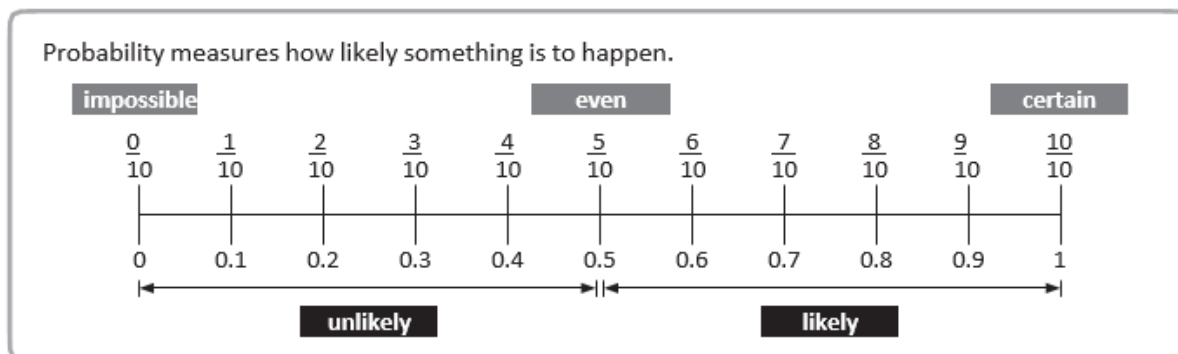 Probability measures how likely something is to happen.
impossible even certain
0/10 1/10 2/10 3/10 4/10 5/10 6/10 7/10 8/10 9/10 10/10
0 0.1 0.2 0.3 0.4 0.5 0.6 0.7 0.8 0.9 1
unlikely likely